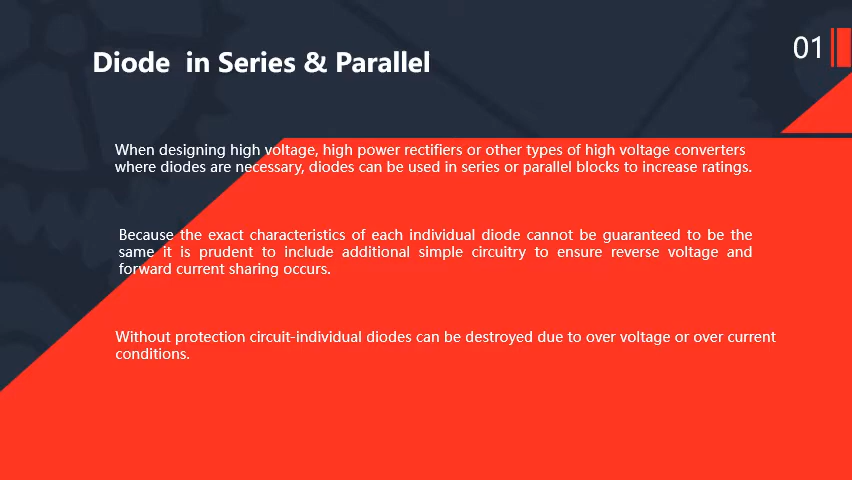 01
Diode in Series & Parallel
When designing high voltage, high power rectifiers or other types of high voltage converters
where diodes are necessary, diodes can be used in series or parallel blocks to increase ratings.
Because the exact characteristics of each individual diode cannot be guaranteed to be the
same it is prudent to include additional simple circuitry to ensure reverse voltage and
forward current sharing occurs.
Without protection circuit-individual diodes can be destroyed due to over voltage or over current
conditions.